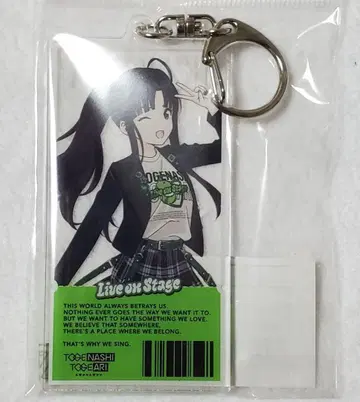 TOGENASHI
Live on Stage
THIS WORLD ALWAYS BETRAYS US.
NOTHING EVER GOES THE WAY WE WANT IT TO.
BUT WE WANT TO HAVE SOMETHING WE LOVE.
WE BELIEVE THAT SOMEWHERE,
THERE'S A PLACE WHERE WE BELONG.
THAT'S WHY WE SING.
TOGENASHI
TOGEARI